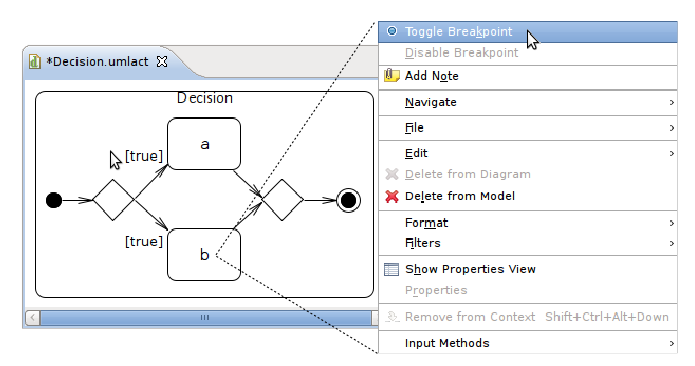 *Decision.umlact
Decision
[true]
a
[true]
b
Toggle Breakpoint
Disable Breakpoint
Add Note
Navigate
File
Edit
Delete from Diagram
Delete from Model
Format
Filters
Show Properties View
Properties
Remove from Context Shift+Ctrl+Alt+Down
Input Methods